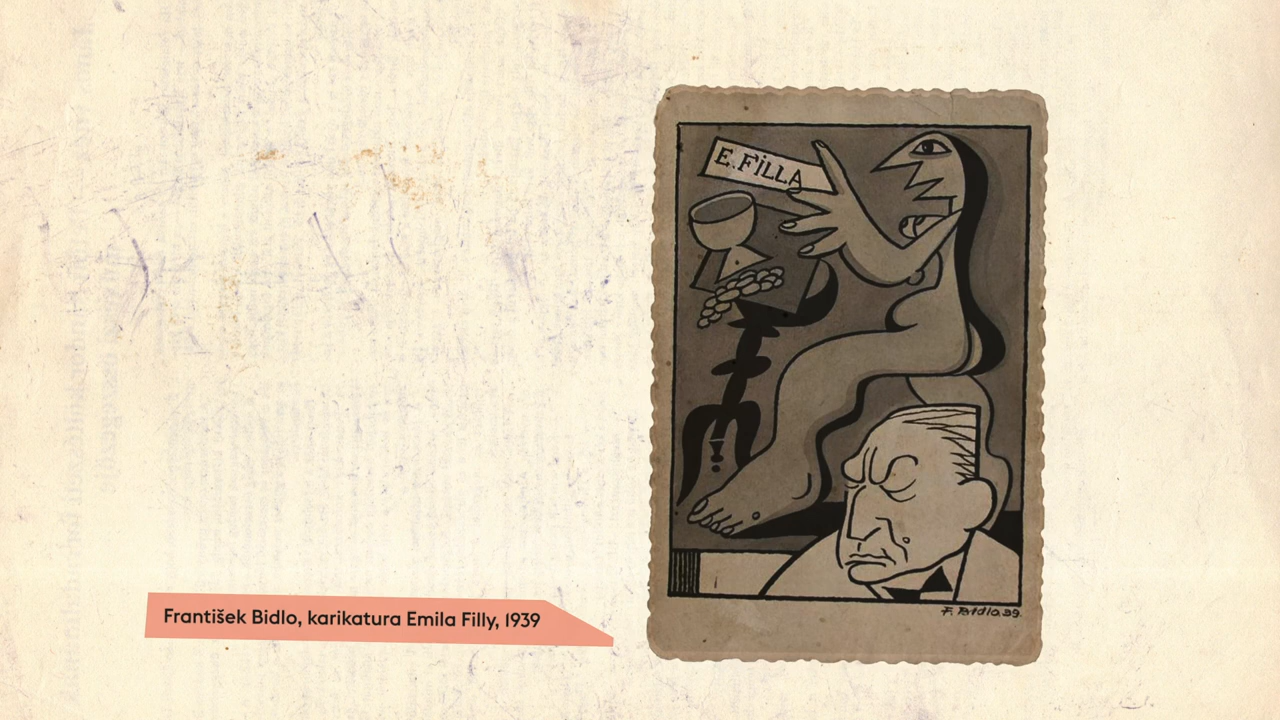 E. FILLA
František Bidlo, karikatura Emila Filly, 1939
F. Bidlo. 39.